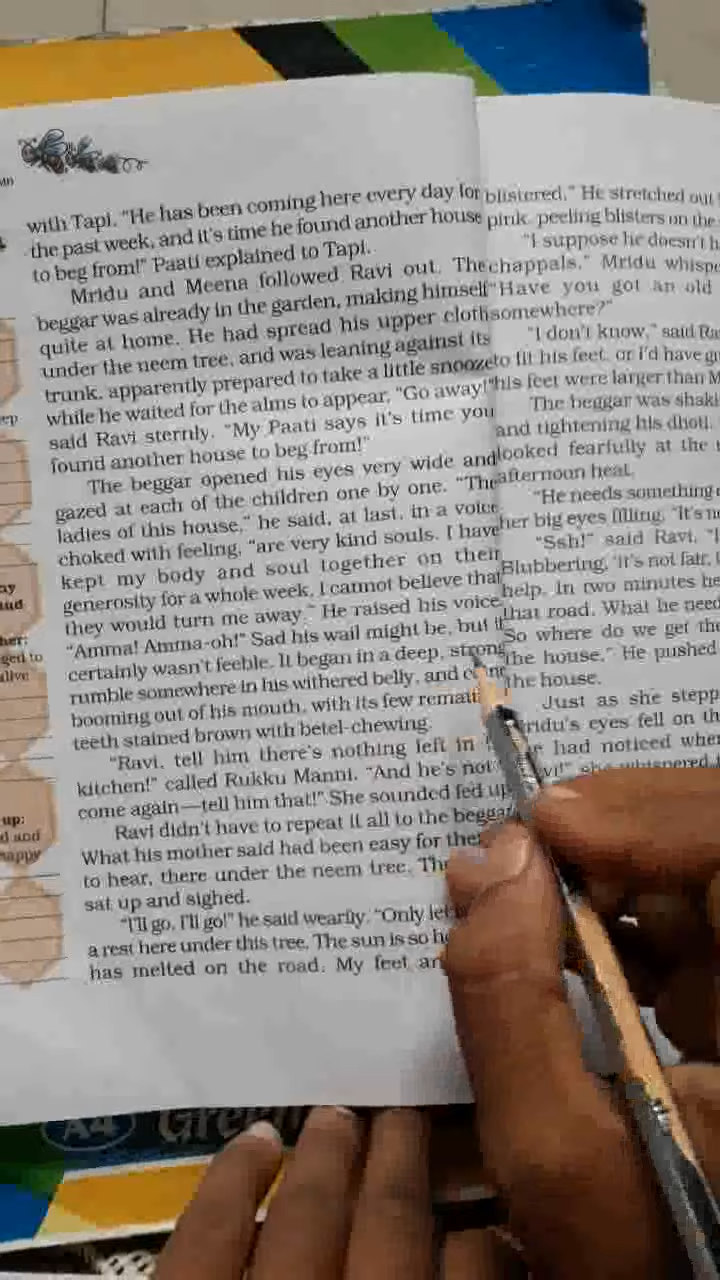 with Tapi. "He has been coming here every day for
the past week, and it's time he found another house
to beg from!" Paati explained to Tapi.
Mridu and Meena followed Ravi out. The
beggar was already in the garden, making himself
quite at home. He had spread his upper cloth
under the neem tree, and was leaning against its
trunk, apparently prepared to take a little snooze
while he waited for the alms to appear. "Go away!"
said Ravi sternly. "My Paati says it's time you
found another house to beg from!"
The beggar opened his eyes very wide and
gazed at each of the children one by one. "The
ladies of this house," he said, at last, in a voice
choked with feeling, "are very kind souls. I have
kept my body and soul together on their
generosity for a whole week. I cannot believe that
they would turn me away." He raised his voice.
"Amma! Amma-oh!" Sad his wail might be, but it
certainly wasn't feeble. It began in a deep, strong
rumble somewhere in his withered belly, and came
booming out of his mouth, with its few
teeth stained brown with betel-chewing.
"Ravi, tell him there's nothing left in
kitchen!" called Rukku Manni. "And he's not
come again—tell him that!" She sounded fed up
Ravi didn't have to repeat it all to the beggar
What his mother said had been easy for
to hear, there under the neem tree.
sat up and sighed.
"I'll go, I'll go!" he said wearily. "Only
a rest here under this tree. The sun is so
has melted on the road. My feet
blistered." He stretched out
pink, peeling blisters on the
"I suppose he doesn't
chappals," Mridu
"Have you got an old
somewhere?"
"I don't know," said
to fit his feet, or I'd have
his feet were larger than
The beggar was
and tightening his dhoti.
looked fearfully at the
afternoon heat.
"He needs something
her big eyes filling. "It's
"Ssh!" said Ravi.
Blubbering, "it's not fair,
help. In two minutes
that road. What he
So where do we get the
the house." He pushed
the house.
Just as she
eyes fell on
had noticed
she whispered
up:
and
happy
A4